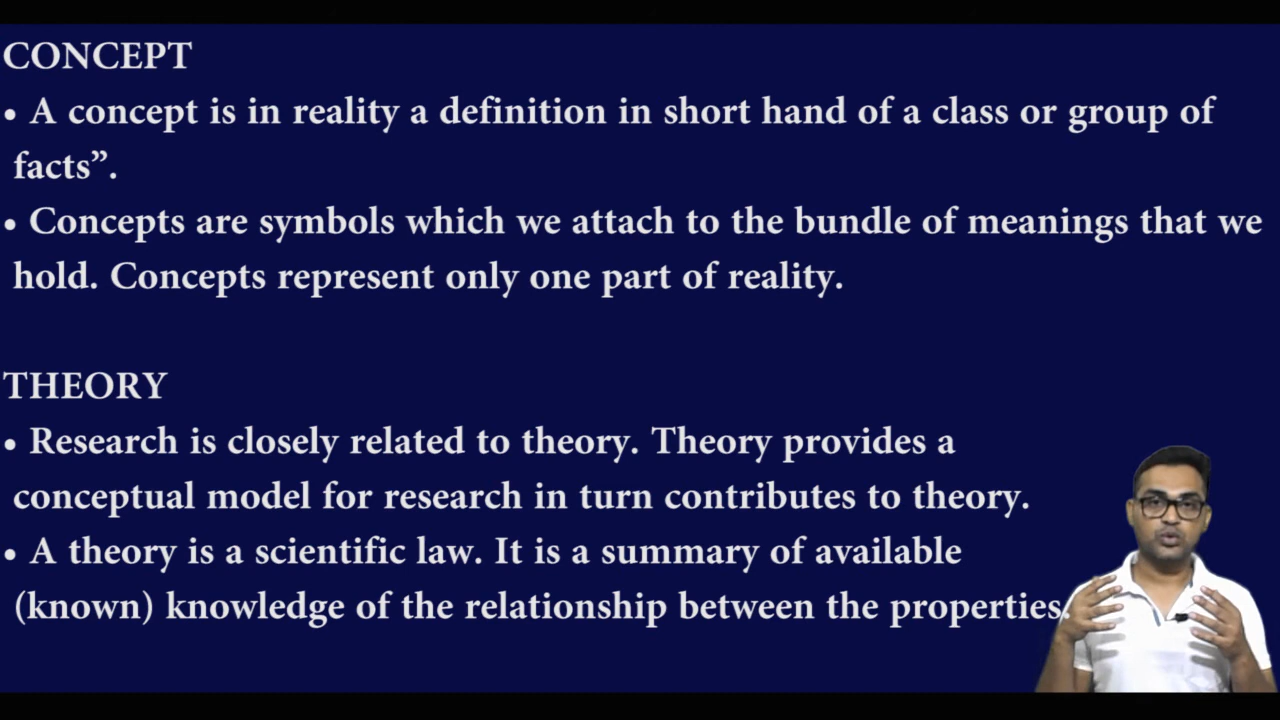 CONCEPT
• A concept is in reality a definition in short hand of a class or group of
facts”.
• Concepts are symbols which we attach to the bundle of meanings that we
hold. Concepts represent only one part of reality.
THEORY
• Research is closely related to theory. Theory provides a
conceptual model for research in turn contributes to theory.
• A theory is a scientific law. It is a summary of available
(known) knowledge of the relationship between the properties.